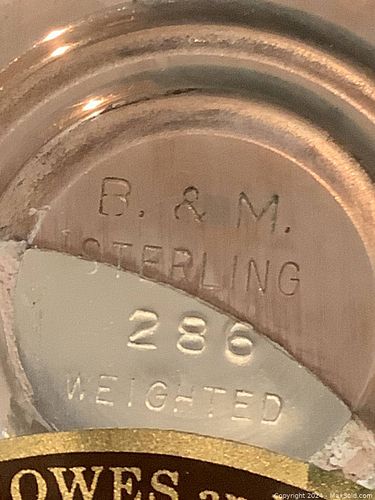 B. & M.
STERLING
286
WEIGHTED
OWES
Copyright 2024 - MaxSold.com